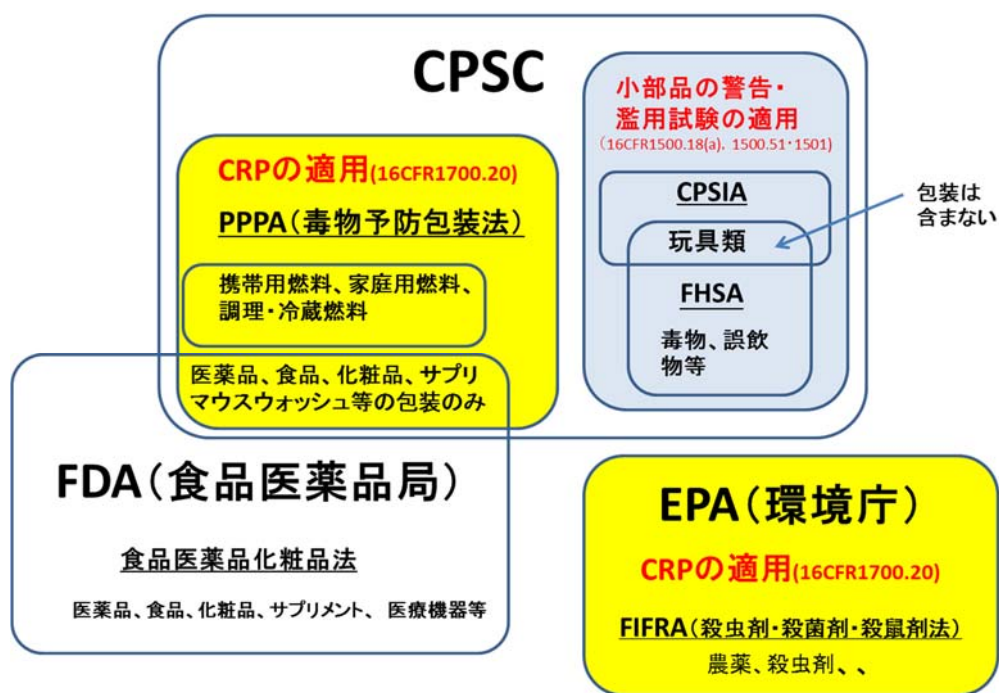 CPSC
CRPの適用(16CFR1700.20)
PPPA(毒物予防包装法)
携帯用燃料、家庭用燃料、
調理・冷蔵燃料
医薬品、食品、化粧品、サプリ
マウスウォッシュ等の包装のみ
小部品の警告・
濫用試験の適用
(16CFR1500.18(a). 1500.51・1501)
CPSIA
玩具類
FHSA
毒物、誤飲
物等
包装は
含まない
FDA(食品医薬品局)
食品医薬品化粧品法
医薬品、食品、化粧品、サプリメント、 医療機器等
EPA(環境庁)
CRPの適用(16CFR1700.20)
FIFRA(殺虫剤・殺菌剤・殺鼠剤法)
農薬、殺虫剤、、